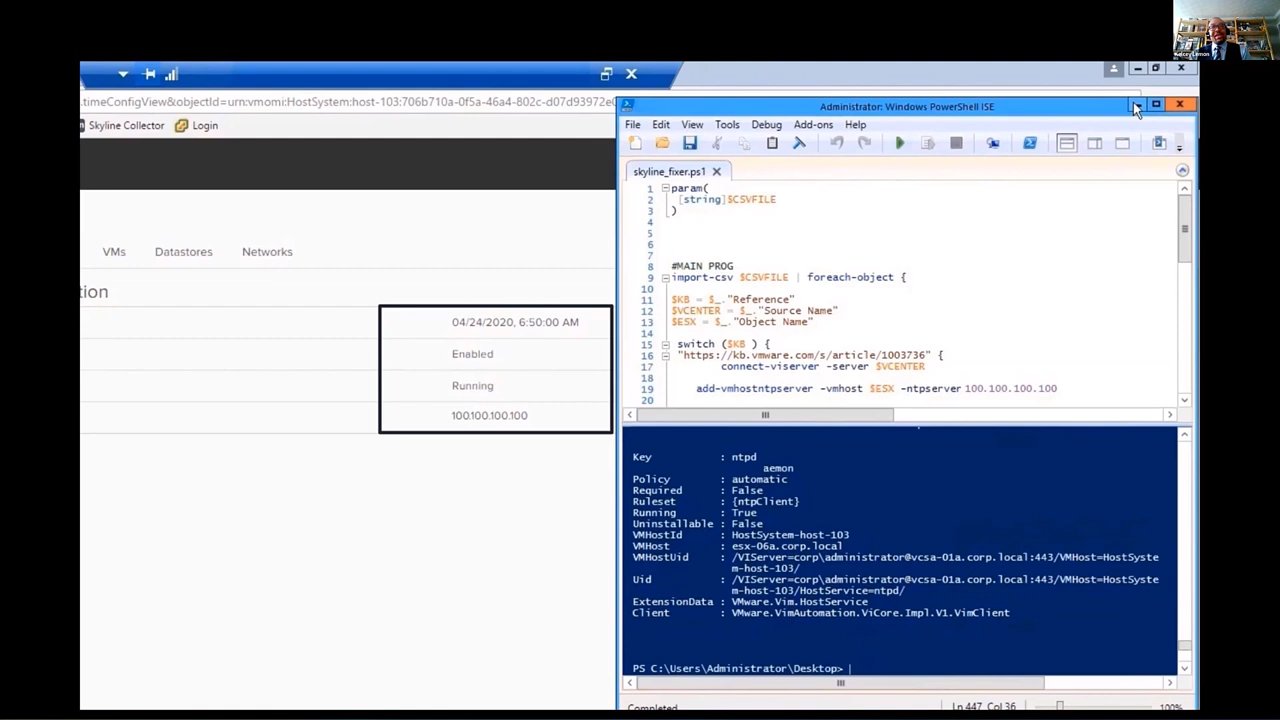 Kelcey Lemon
.timeConfigView&objectId=urn:vmomi:HostSystem:host-103:706b710a-0f5a-46a4-802c-d07d93972e0
Skyline Collector Login
VMs Datastores Networks
tion
04/24/2020, 6:50:00 AM
Enabled
Running
100.100.100.100
Administrator: Windows PowerShell ISE
File Edit View Tools Debug Add-ons Help
skyline_fixer.ps1
1 param(
2 [string]$CSVFILE
3 )
4
5
6
7
8 #MAIN PROG
9 import-csv $CSVFILE | foreach-object {
10
11 $KB = $_."Reference"
12 $VCENTER = $_."Source Name"
13 $ESX = $_."Object Name"
14
15 switch ($KB ) {
16 "https://kb.vmware.com/s/article/1003736" {
17 connect-viserver -server $VCENTER
18
19 add-vmhostntpserver -vmhost $ESX -ntpserver 100.100.100.100
20
Key : ntpd
aemon
Policy : automatic
Required : False
Ruleset : {ntpClient}
Running : True
Uninstallable : False
VMHostId : HostSystem-host-103
VMHost : esx-06a.corp.local
VMHostUid : /VIServer=corp\administrator@vcsa-01a.corp.local:443/VMHost=HostSyste
m-host-103/
Uid : /VIServer=corp\administrator@vcsa-01a.corp.local:443/VMHost=HostSyste
m-host-103/HostService=ntpd/
ExtensionData : VMware.Vim.HostService
Client : VMware.VimAutomation.ViCore.Impl.V1.VimClient
PS C:\Users\Administrator\Desktop>
Completed Ln 447 Col 36 100%